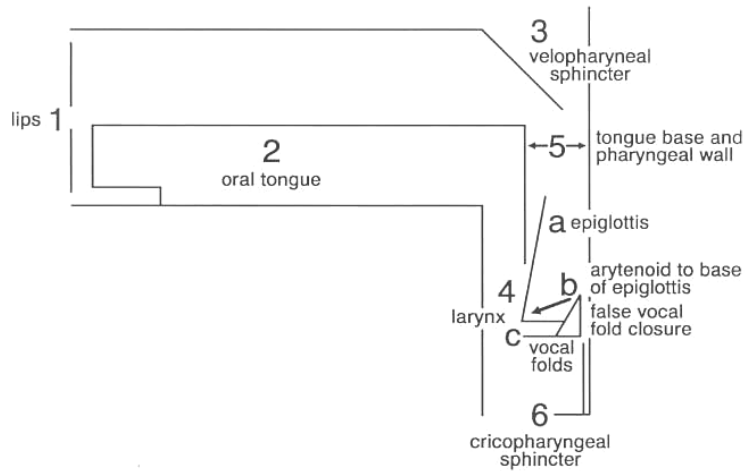 3
velopharyneal
sphincter
lips 1
2
oral tongue
5
tongue base and
pharyngeal wall
a epiglottis
4
larynx
b
arytenoid to base
of epiglottis
false vocal
fold closure
c
vocal
folds
6
cricopharyngeal
sphincter